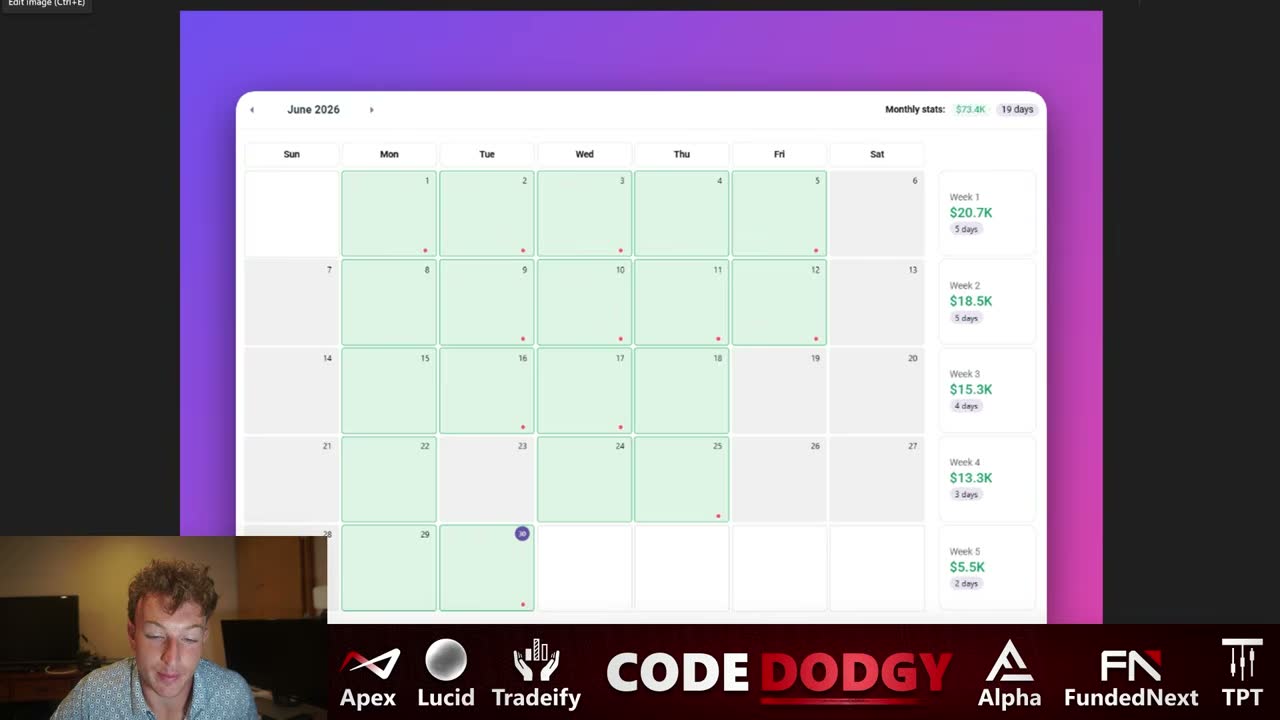 Edit Image (Ctrl+E)
June 2026
Monthly stats: $73.4K 19 days
Sun Mon Tue Wed Thu Fri Sat
1 2 3 4 5 6
Week 1
$20.7K
5 days
7 8 9 10 11 12 13
Week 2
$18.5K
5 days
14 15 16 17 18 19 20
Week 3
$15.3K
4 days
21 22 23 24 25 26 27
Week 4
$13.3K
3 days
28 29 30
Week 5
$5.5K
2 days
Apex Lucid Tradeify CODE DODGY Alpha FundedNext TPT
FN